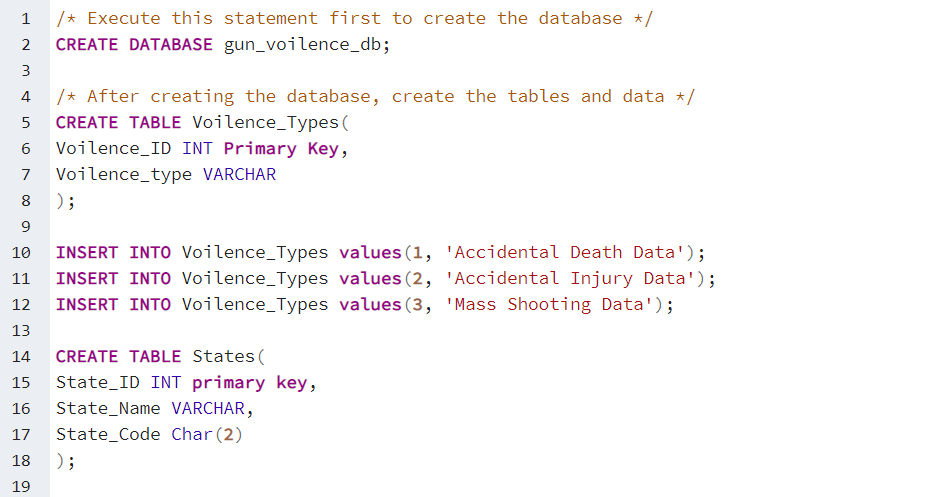 1 /* Execute this statement first to create the database */
2 CREATE DATABASE gun_voilence_db;
3
4 /* After creating the database, create the tables and data */
5 CREATE TABLE Voilence_Types(
6 Voilence_ID INT Primary Key,
7 Voilence_type VARCHAR
8 );
9
10 INSERT INTO Voilence_Types values(1, 'Accidental Death Data');
11 INSERT INTO Voilence_Types values(2, 'Accidental Injury Data');
12 INSERT INTO Voilence_Types values(3, 'Mass Shooting Data');
13
14 CREATE TABLE States(
15 State_ID INT primary key,
16 State_Name VARCHAR,
17 State_Code Char(2)
18 );
19